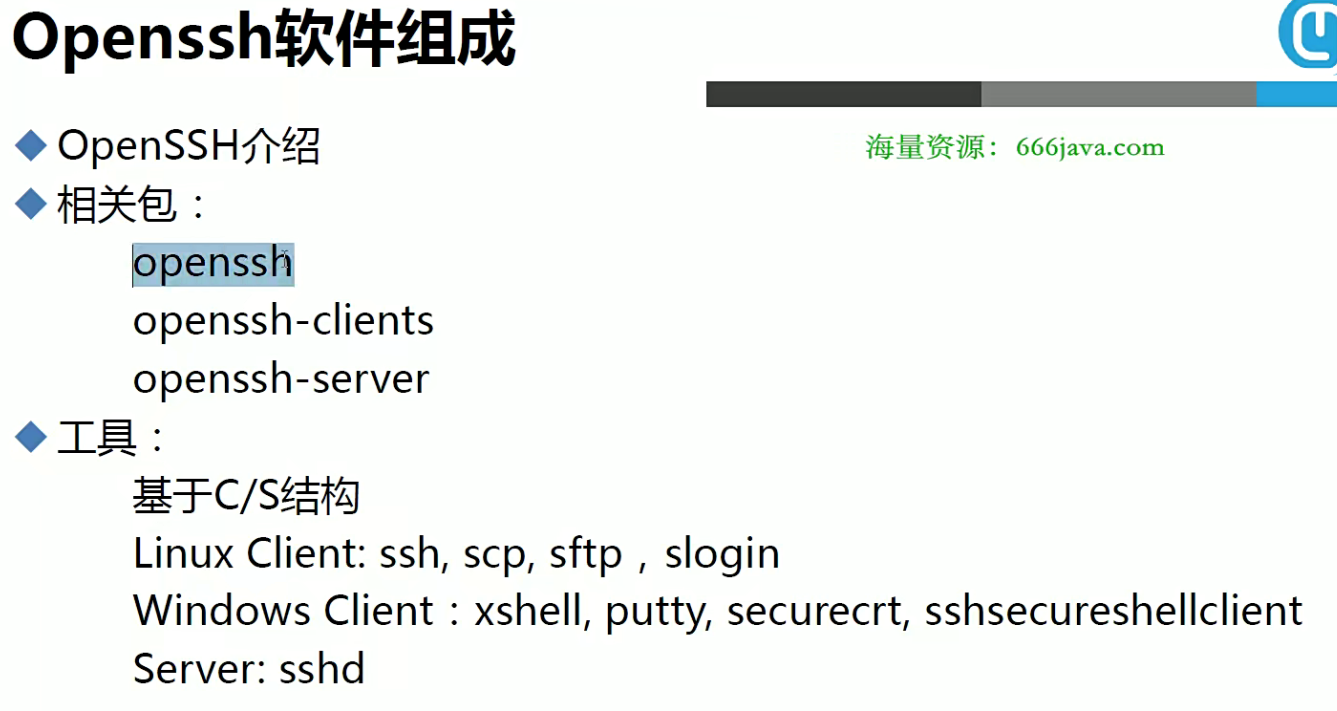 Openssh软件组成
海量资源：666java.com
OpenSSH介绍
相关包：
openssh
openssh-clients
openssh-server
工具：
基于C/S结构
Linux Client: ssh, scp, sftp，slogin
Windows Client：xshell, putty, securecrt, sshsecureshellclient
Server: sshd